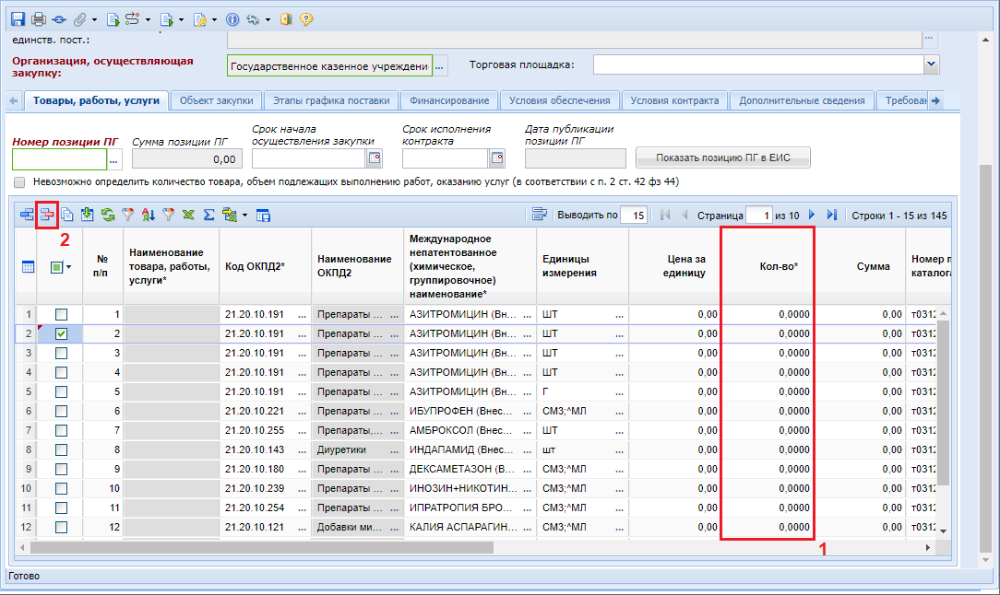 единств. пост.:
...
Организация, осуществляющая
закупку:
Государственное казенное учреждени ...
Торговая площадка:
Товары, работы, услуги
Объект закупки
Этапы графика поставки
Финансирование
Условия обеспечения
Условия контракта
Дополнительные сведения
Требован
Номер позиции ПГ
...
Сумма позиции ПГ
0,00
Срок начала
осуществления закупки
Срок исполнения
контракта
Дата публикации
позиции ПГ
Показать позицию ПГ в ЕИС
Невозможно определить количество товара, объем подлежащих выполнению работ, оказанию услуг (в соответствии с п. 2 ст. 42 фз 44)
Выводить по 15 Страница 1 из 10 Строки 1 - 15 из 145
2
№
п/п
Наименование
товара, работы,
услуги*
Код ОКПД2*
Наименование
ОКПД2
Международное
непатентованное
(химическое,
группировочное)
наименование*
Единицы
измерения
Цена за
единицу
Кол-во*
Сумма
Номер п
каталога
1 1 21.20.10.191 ... Препараты ... ... АЗИТРОМИЦИН (Вн... ... ШТ ... 0,00 0,0000 0,00 т0312
2 2 21.20.10.191 ... Препараты ... ... АЗИТРОМИЦИН (Вн... ... ШТ ... 0,00 0,0000 0,00 т0312
3 3 21.20.10.191 ... Препараты ... ... АЗИТРОМИЦИН (Вн... ... ШТ ... 0,00 0,0000 0,00 т0312
4 4 21.20.10.191 ... Препараты ... ... АЗИТРОМИЦИН (Вн... ... ШТ ... 0,00 0,0000 0,00 т0312
5 5 21.20.10.191 ... Препараты ... ... АЗИТРОМИЦИН (Вн... ... Г ... 0,00 0,0000 0,00 т0312
6 6 21.20.10.221 ... Препараты ... ... ИБУПРОФЕН (Внес... ... СМ3;^МЛ ... 0,00 0,0000 0,00 т0312
7 7 21.20.10.255 ... Препараты,... ... АМБРОКСОЛ (Внес... ... ШТ ... 0,00 0,0000 0,00 т0312
8 8 21.20.10.143 ... Диуретики ... ИНДАПАМИД (Внес... ... шт ... 0,00 0,0000 0,00 т0312
9 9 21.20.10.180 ... Препараты ... ... ДЕКСАМЕТАЗОН (В... ... СМ3;^МЛ ... 0,00 0,0000 0,00 т0312
10 10 21.20.10.239 ... Препараты ... ... ИНОЗИН+НИКОТИН... ... СМ3;^МЛ ... 0,00 0,0000 0,00 т0312
11 11 21.20.10.254 ... Препараты ... ... ИПРАТРОПИЯ БРО... ... СМ3;^МЛ ... 0,00 0,0000 0,00 т0312
12 12 21.20.10.121 ... Добавки ми... ... КАЛИЯ АСПАРАГИН... ... СМ3;^МЛ ... 0,00 0,0000 0,00 т0312
1
Готово